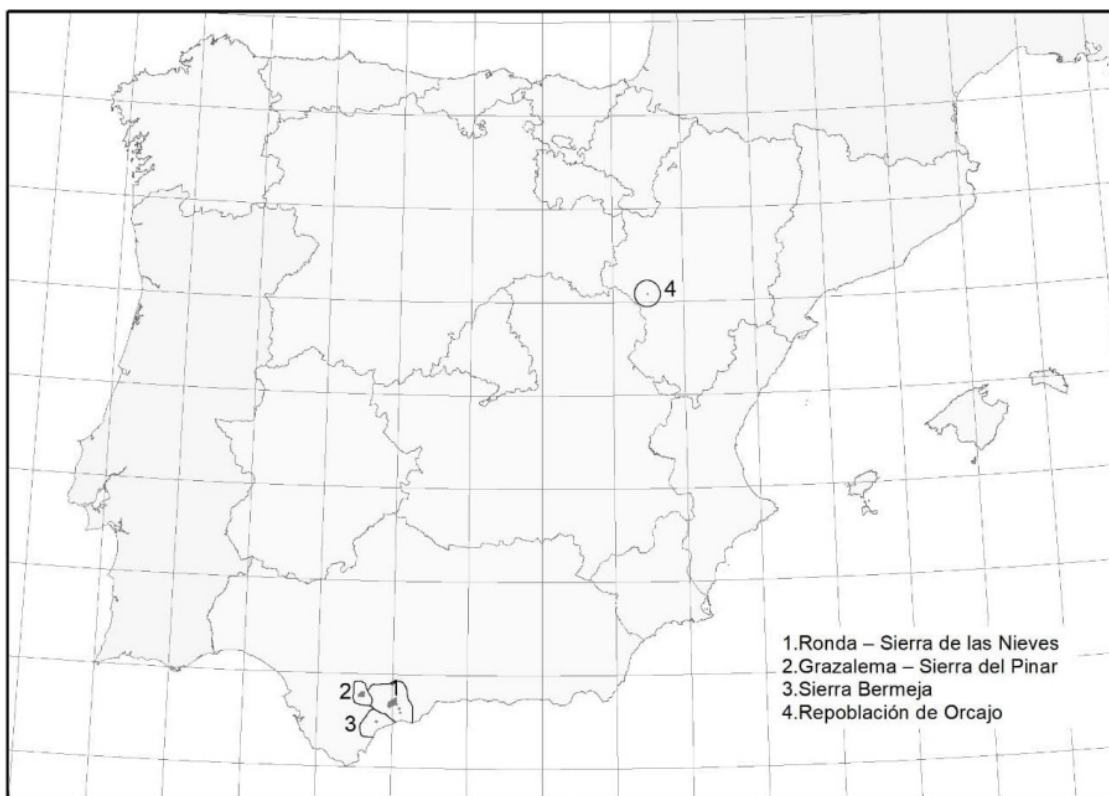 4
1
2
3
1.Ronda – Sierra de las Nieves
2.Grazalema – Sierra del Pinar
3.Sierra Bermeja
4.Repoblación de Orcajo